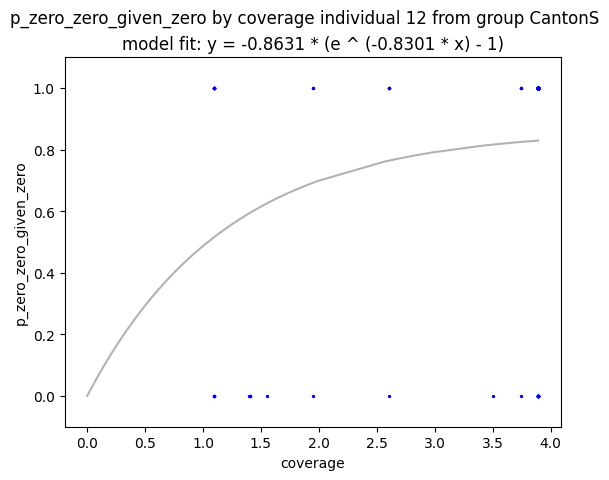 p_zero_zero_given_zero by coverage individual 12 from group CantonS
model fit: y = -0.8631 * (e ^ (-0.8301 * x) - 1)
1.0
0.8
0.6
0.4
0.2
0.0
p_zero_zero_given_zero
0.0 0.5 1.0 1.5 2.0 2.5 3.0 3.5 4.0
coverage